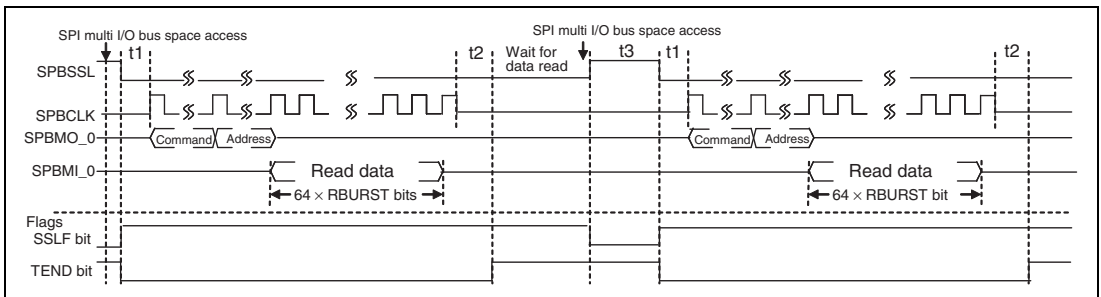 SPI multi I/O bus space access
SPI multi I/O bus space access
t1
t2
Wait for
data read
t3
t1
t2
SPBSSL
SPBCLK
SPBMO_0
Command
Address
Command
Address
SPBMI_0
Read data
Read data
64 × RBURST bits
64 × RBURST bit
Flags
SSLF bit
TEND bit